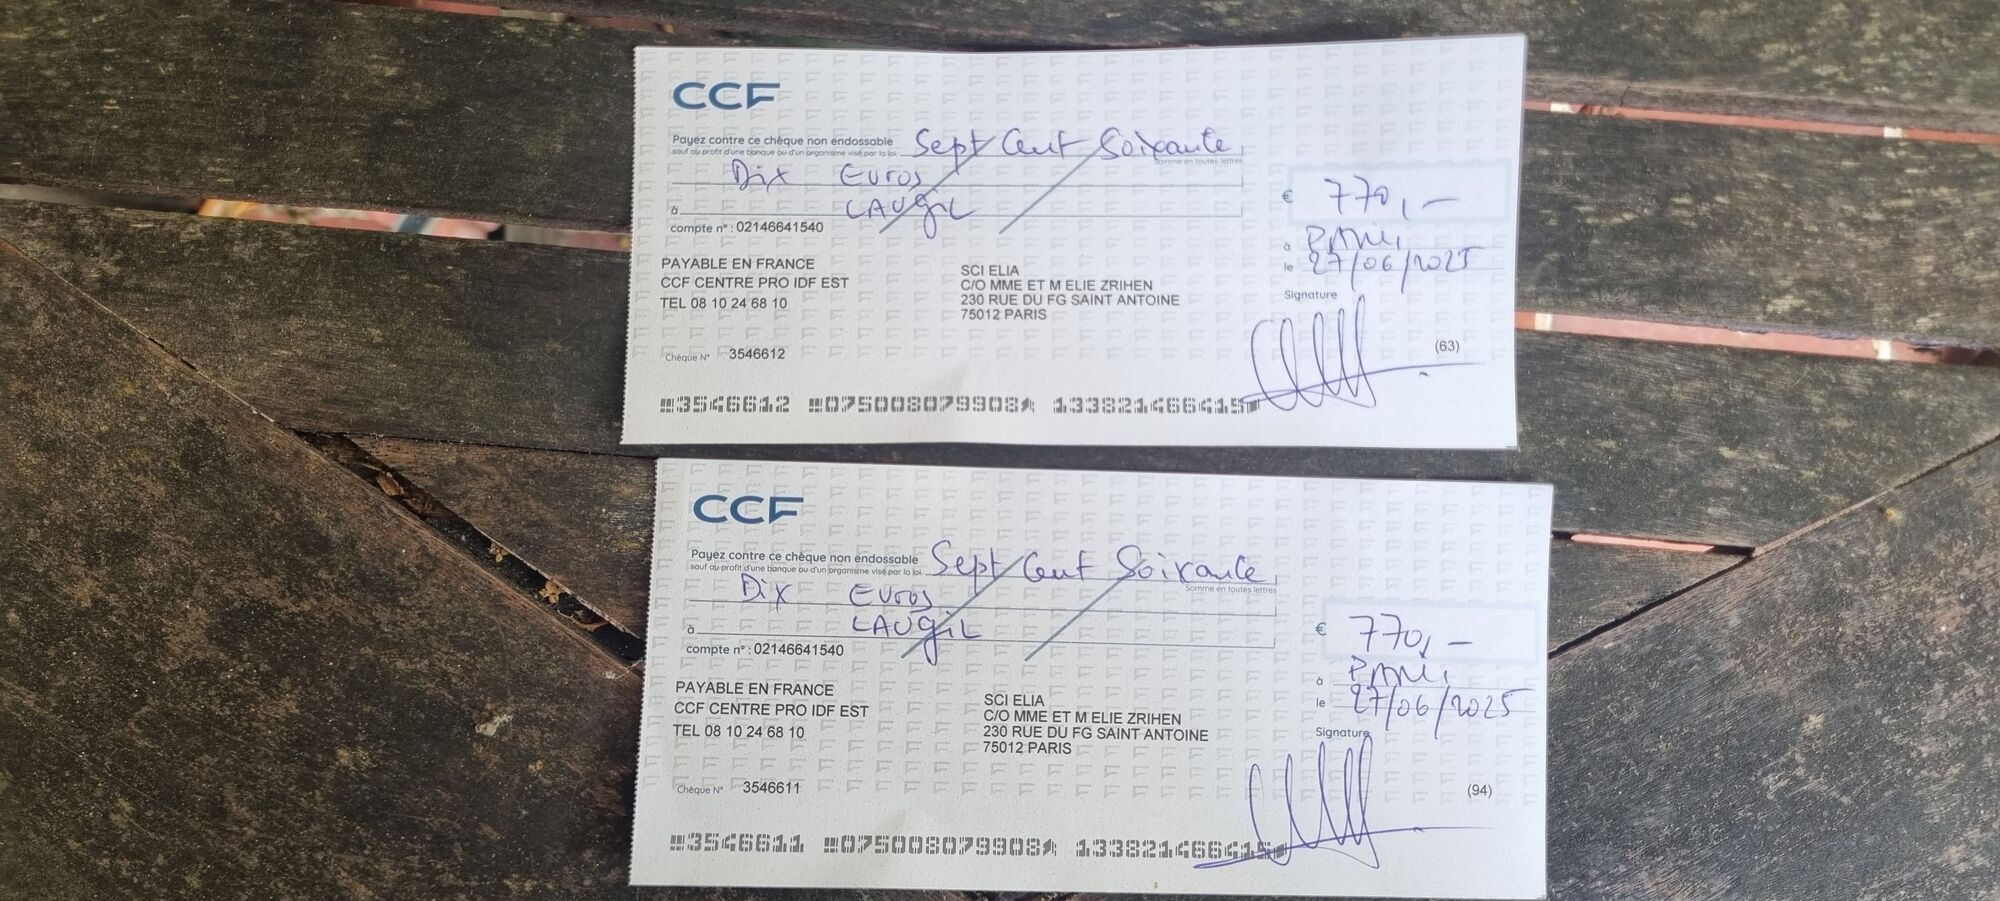 CCF
Payez contre ce chèque non endossable Sept Cent Soixante
sauf au profit d'une banque ou d'un organisme visé par la loi
Somme en toutes lettres
Dix Euros
€ 770,-
à LAUGIL
compte n° : 02146641540
à PARIS
le 27/06/2025
PAYABLE EN FRANCE
CCF CENTRE PRO IDF EST
TEL 08 10 24 68 10
SCI ELIA
C/O MME ET M ELIE ZRIHEN
230 RUE DU FG SAINT ANTOINE
75012 PARIS
Signature
(63)
Chèque N° 3546612
3546612 075008079908 133821466415
CCF
Payez contre ce chèque non endossable Sept Cent Soixante
sauf au profit d'une banque ou d'un organisme visé par la loi
Somme en toutes lettres
Dix Euros
€ 770,-
à LAUGIL
compte n° : 02146641540
à PARIS
le 27/06/2025
PAYABLE EN FRANCE
CCF CENTRE PRO IDF EST
TEL 08 10 24 68 10
SCI ELIA
C/O MME ET M ELIE ZRIHEN
230 RUE DU FG SAINT ANTOINE
75012 PARIS
Signature
(94)
Chèque N° 3546611
3546611 075008079908 133821466415